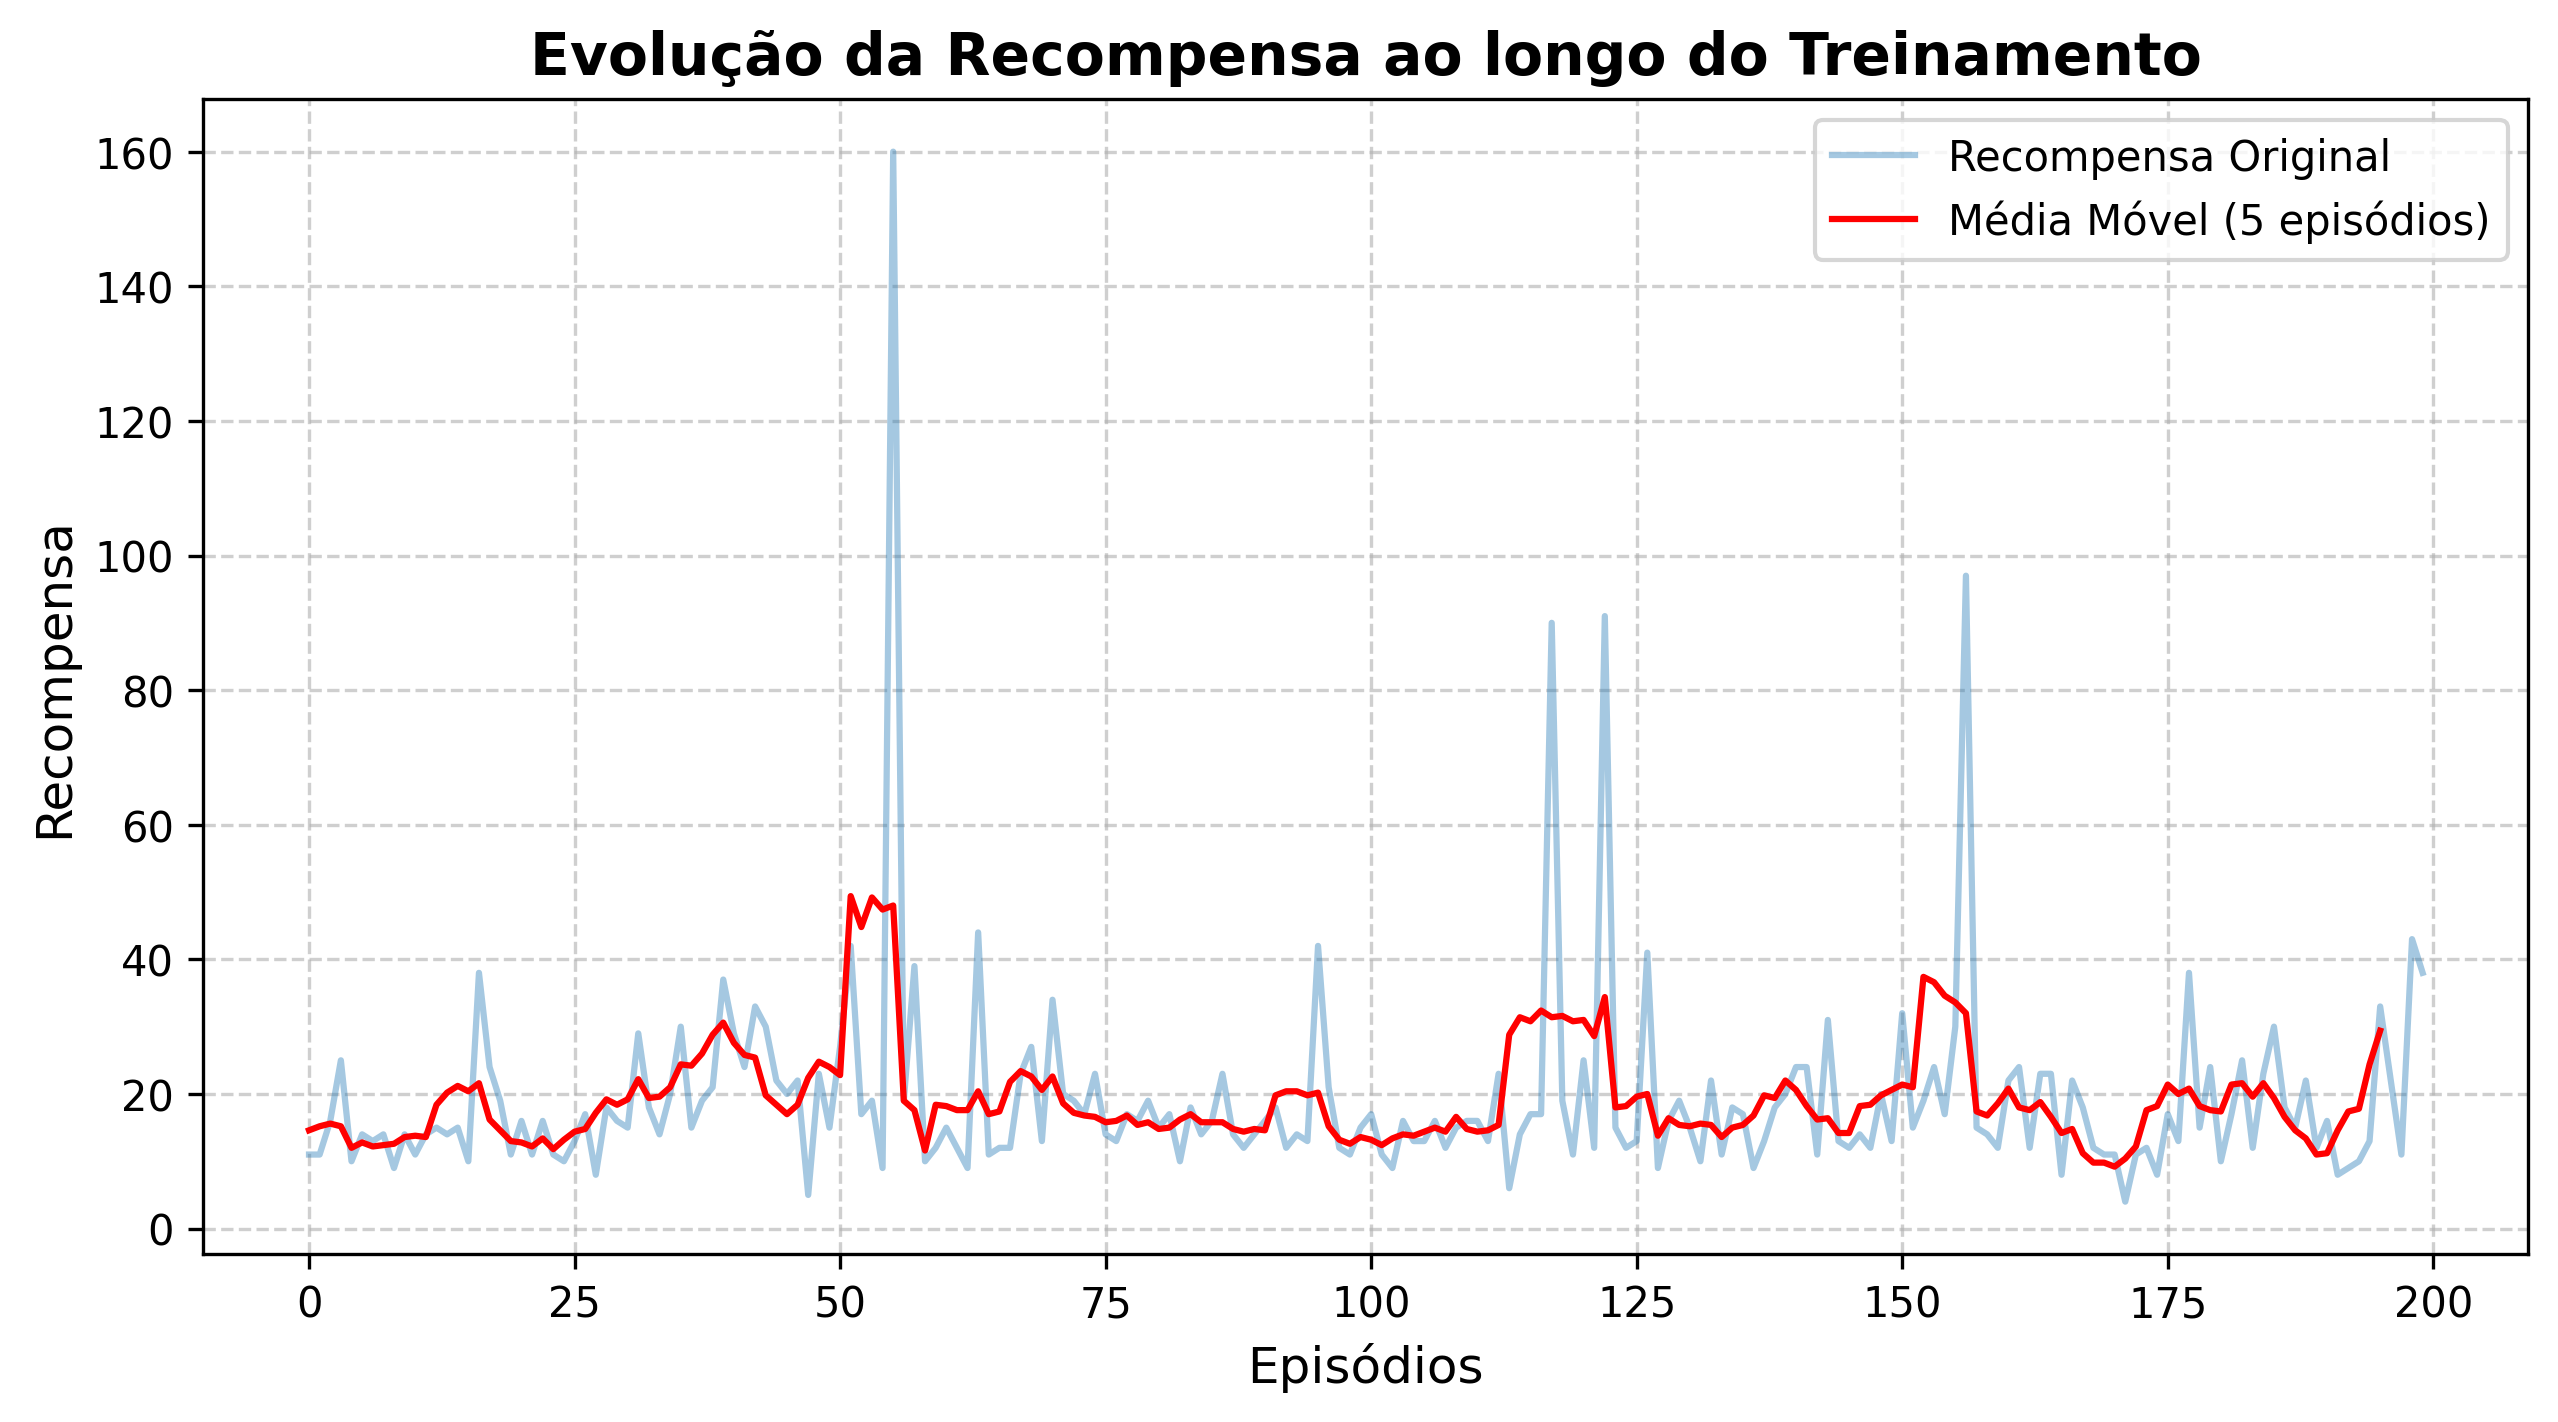 Evolução da Recompensa ao longo do Treinamento
Recompensa Original
Média Móvel (5 episódios)
160
140
120
100
80
60
40
20
0
Recompensa
0 25 50 75 100 125 150 175 200
Episódios